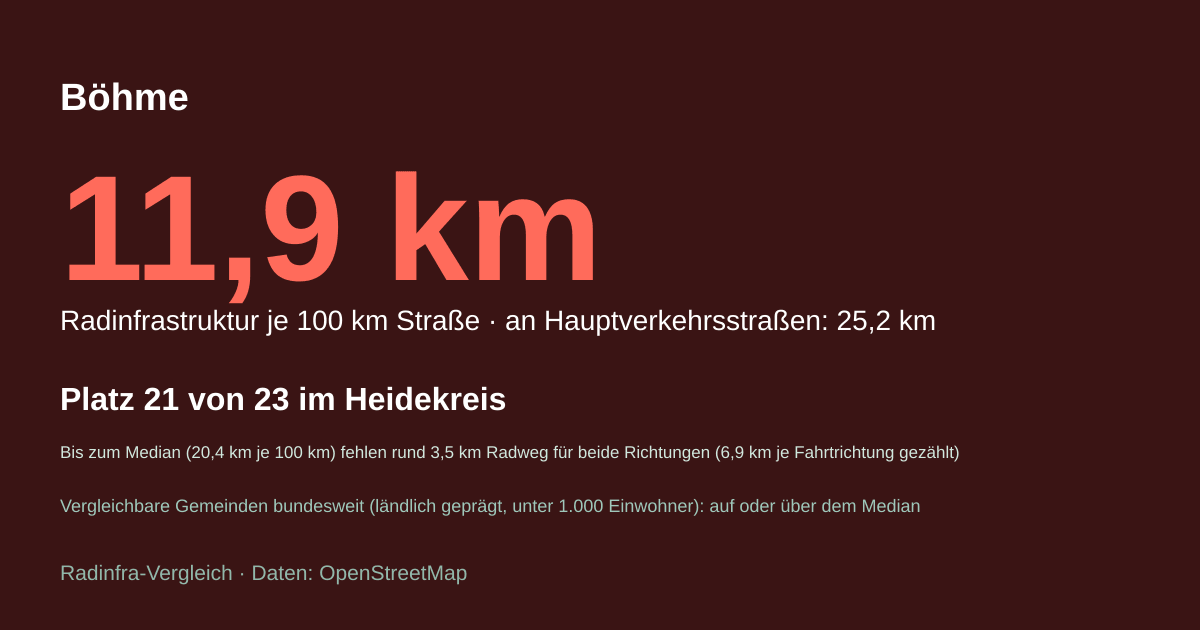 Böhme
11,9 km
Radinfrastruktur je 100 km Straße · an Hauptverkehrsstraßen: 25,2 km
Platz 21 von 23 im Heidekreis
Bis zum Median (20,4 km je 100 km) fehlen rund 3,5 km Radweg für beide Richtungen (6,9 km je Fahrtrichtung gezählt)
Vergleichbare Gemeinden bundesweit (ländlich geprägt, unter 1.000 Einwohner): auf oder über dem Median
Radinfra-Vergleich · Daten: OpenStreetMap